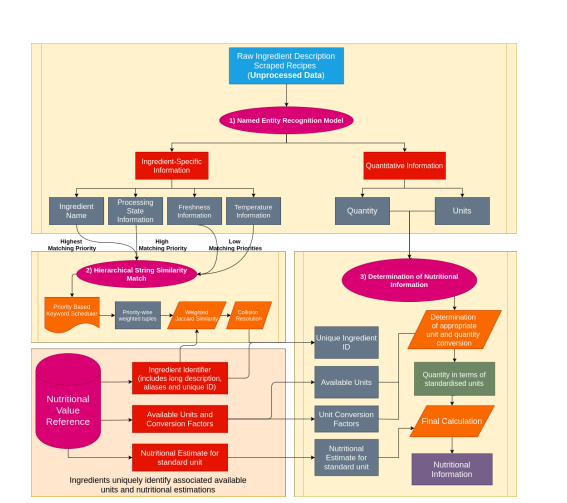 Raw Ingredient Description
Scraped Recipes
(Unprocessed Data)
1) Named Entity Recognition Model
Ingredient-Specific
Information
Quantitative Information
Ingredient
Name
Processing
State
Information
Freshness
Information
Temperature
Information
Quantity
Units
Highest
Matching Priority
High
Matching Priority
Low
Matching Priorities
2) Hierarchical String Similarity
Match
3) Determination of Nutritional
Information
Priority Based
Keyword Scheduler
Priority-wise
weighted tuples
Weighted
Jaccard Similarity
Collision
Resolution
Determination
of appropriate
unit and quantity
conversion
Unique Ingredient
ID
Nutritional
Value
Reference
Ingredient Identifier
(includes long description,
aliases and unique ID)
Available Units
Quantity in terms of
standardised units
Available Units and
Conversion Factors
Unit Conversion
Factors
Final Calculation
Nutritional Estimate for
standard unit
Nutritional
Estimate for
standard unit
Nutritional
Information
Ingredients uniquely identify associated available
units and nutritional estimations